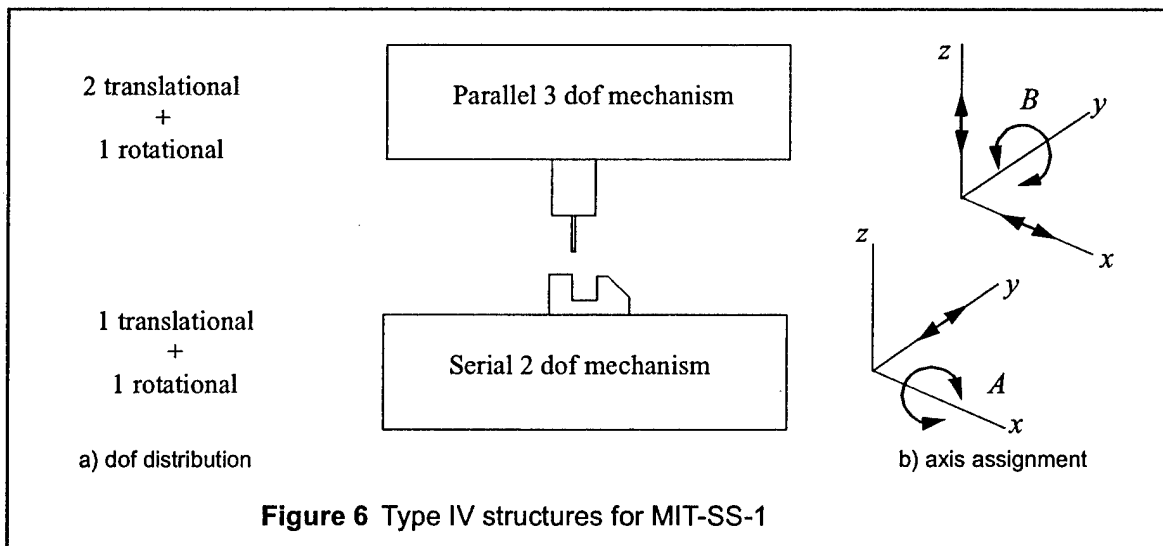 2 translational
+
1 rotational
Parallel 3 dof mechanism
z
B
y
x
1 translational
+
1 rotational
Serial 2 dof mechanism
z
y
A
x
a) dof distribution
b) axis assignment
Figure 6 Type IV structures for MIT-SS-1